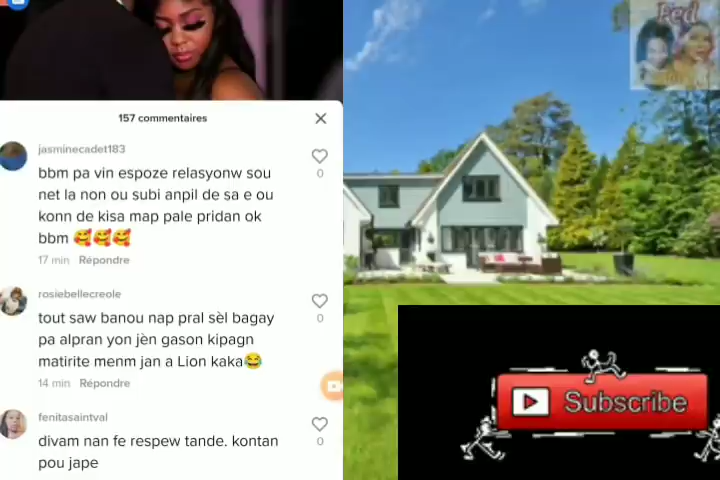 157 commentaires
jasminecadet183
bbm pa vin espoze relasyonw sou
net la non ou subi anpil de sa e ou
konn de kisa map pale pridan ok
bbm 🥰🥰🥰
0
17 min Répondre
rosiebellecreole
tout saw banou nap pral sèl bagay
pa alpran yon jèn gason kipagn
matirite menm jan a Lion kaka😂
0
14 min Répondre
fenitasaintval
divam nan fe respew tande. kontan
pou jape
0
Fed
Subscribe